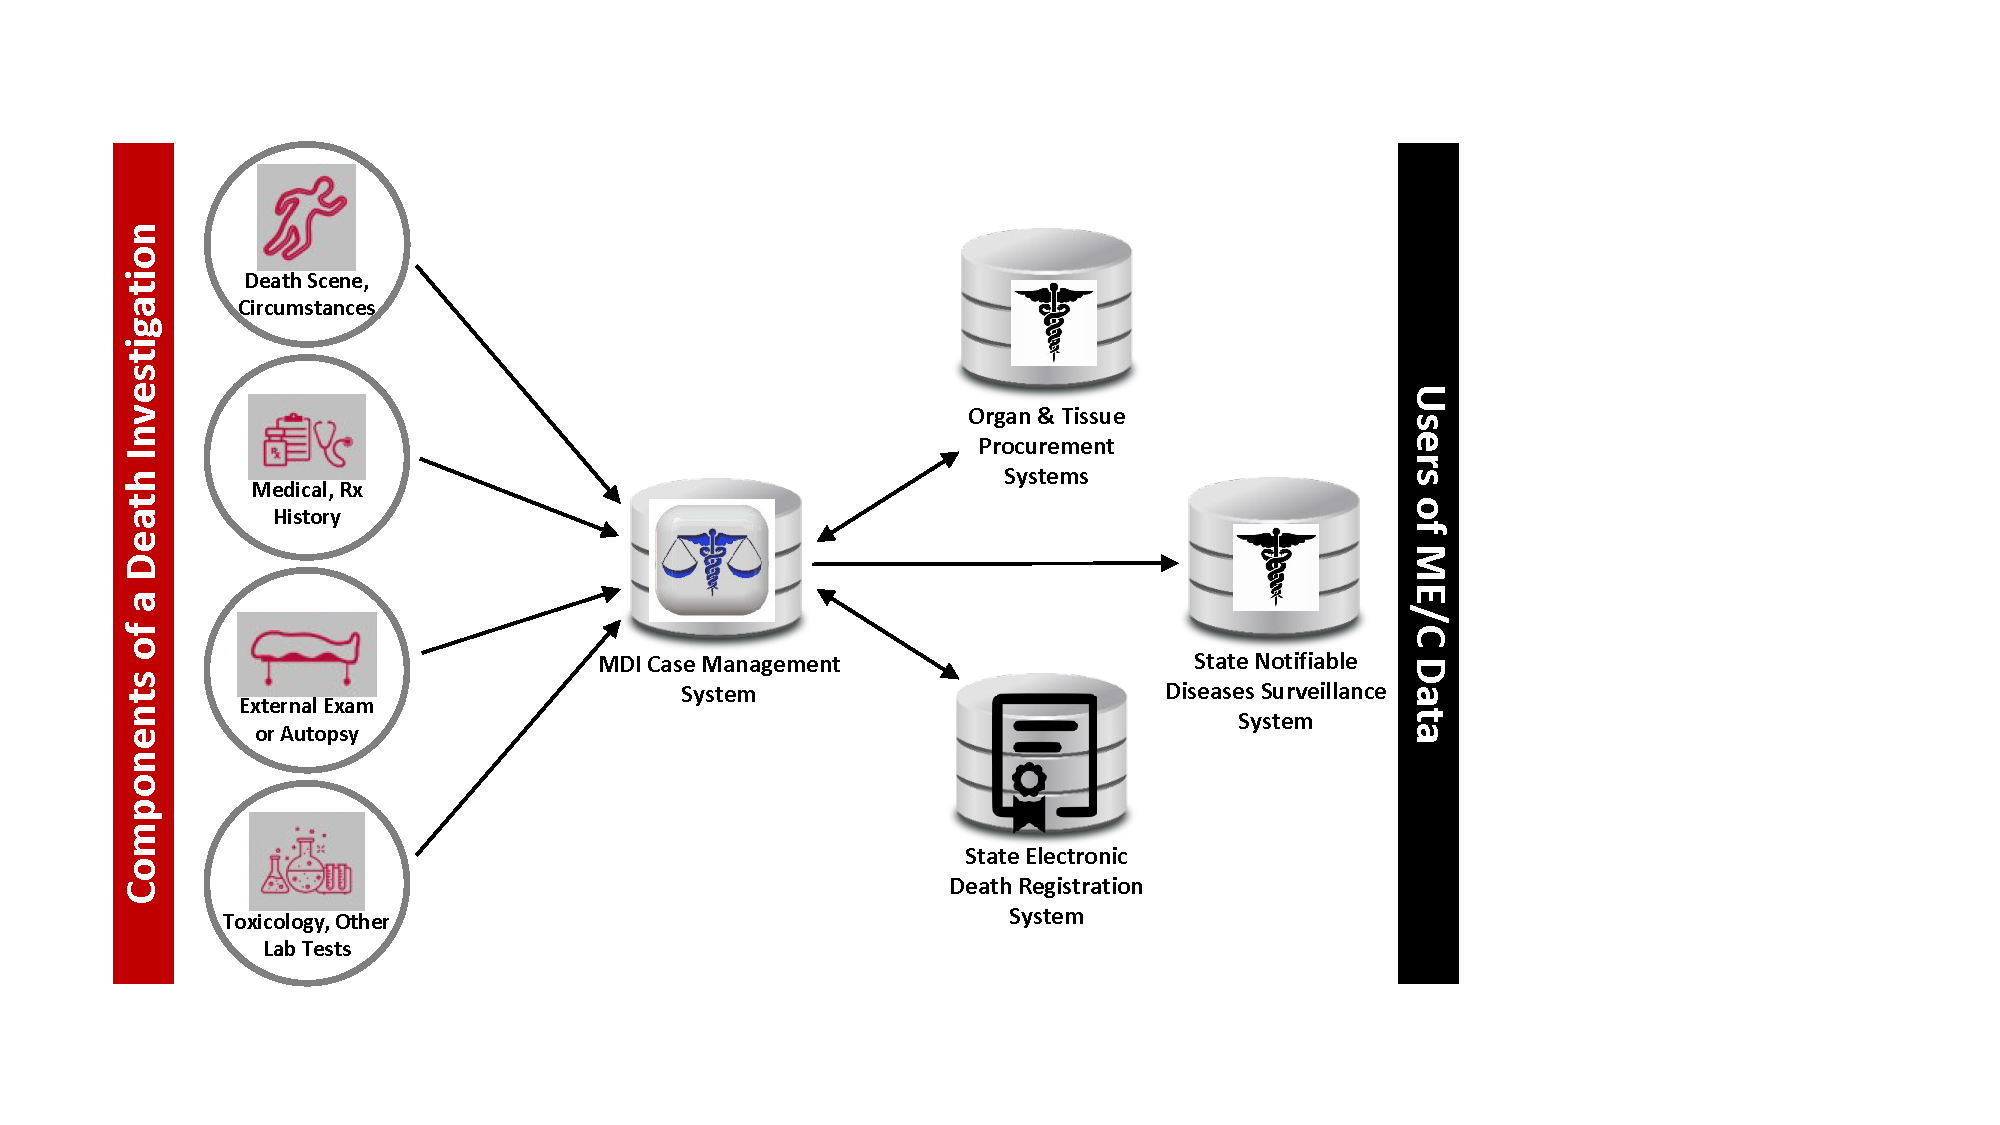 Components of a Death Investigation
Death Scene,
Circumstances
Medical, Rx
History
External Exam
or Autopsy
Toxicology, Other
Lab Tests
Rx
MDI Case Management
System
Organ & Tissue
Procurement
Systems
State Notifiable
Diseases Surveillance
System
State Electronic
Death Registration
System
Users of ME/C Data